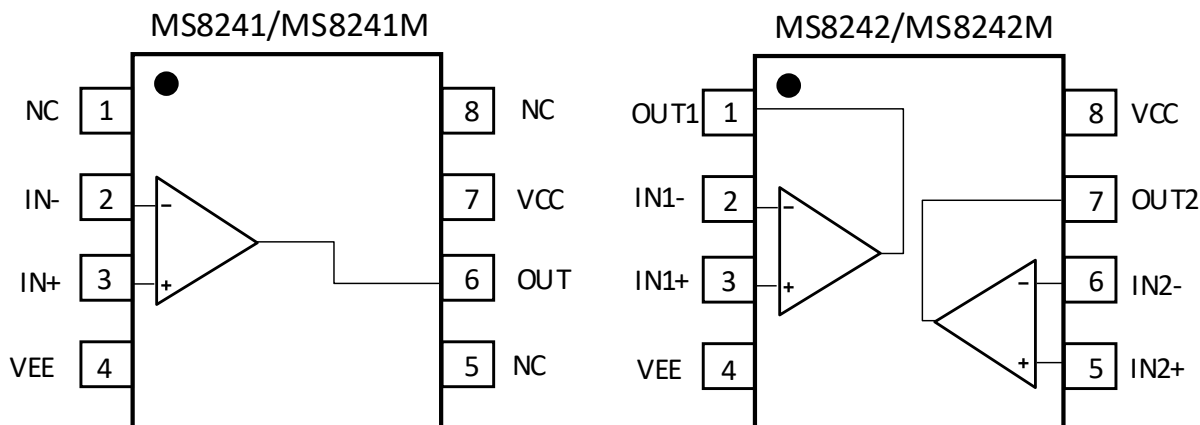 MS8241/MS8241M
NC 1 8 NC
IN- 2 - 7 VCC
IN+ 3 + 6 OUT
VEE 4 5 NC
MS8242/MS8242M
OUT1 1 8 VCC
IN1- 2 - 7 OUT2
IN1+ 3 + - 6 IN2-
VEE 4 + 5 IN2+